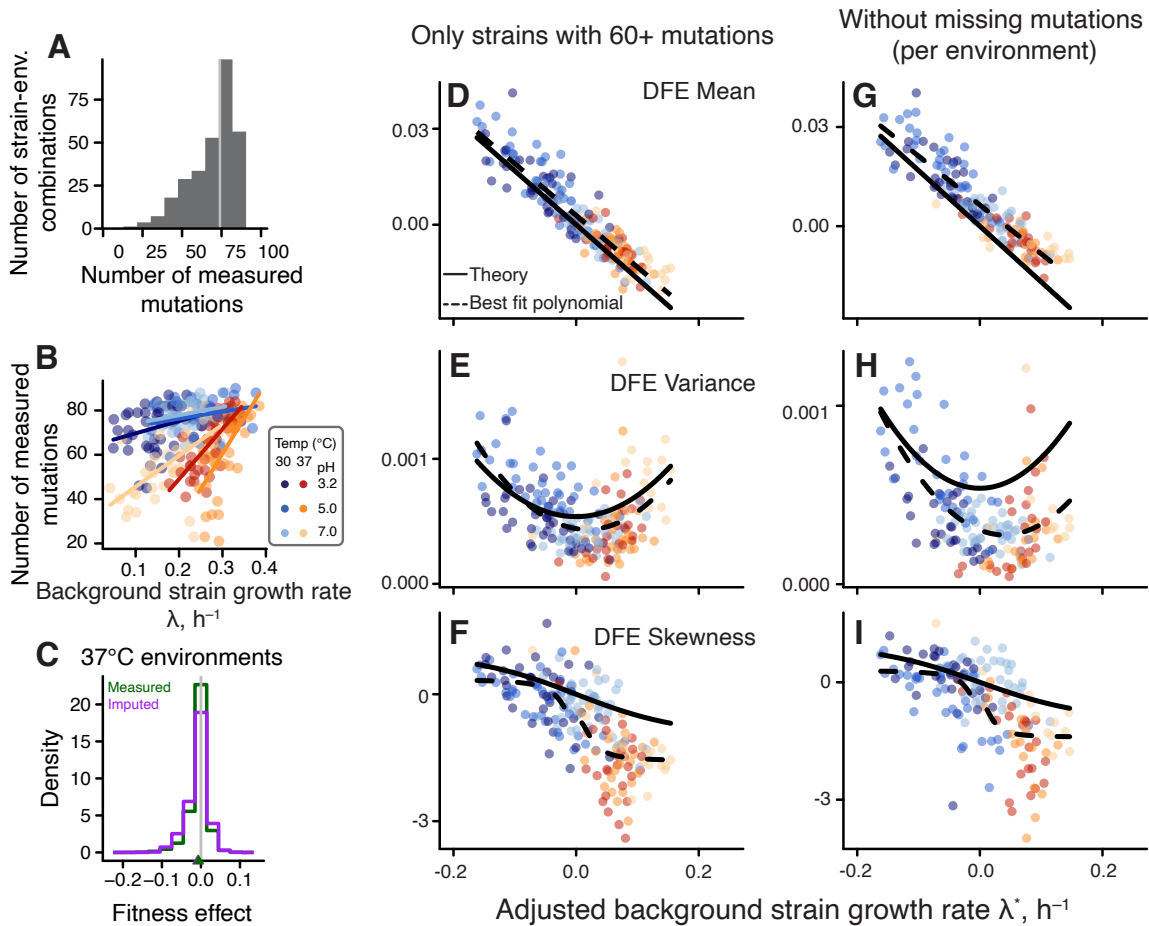 Only strains with 60+ mutations
Without missing mutations
(per environment)
A
Number of strain-env.
combinations
75
50
25
0
0 25 50 75 100
Number of measured
mutations
B
Number of measured
mutations
80
60
40
20
0.1 0.2 0.3 0.4
Background strain growth rate
λ, h⁻¹
Temp (°C)
30 37 pH
3.2
5.0
7.0
C
37°C environments
Measured
Imputed
Density
20
15
10
5
0
−0.2 −0.1 0.0 0.1
Fitness effect
D
DFE Mean
0.03
0.00
Theory
Best fit polynomial
E
DFE Variance
0.001
0.000
F
DFE Skewness
0
-3
-0.2 0.0 0.2
G
0.03
0.00
H
0.001
0.000
I
0
-3
-0.2 0.0 0.2
Adjusted background strain growth rate λ*, h⁻¹